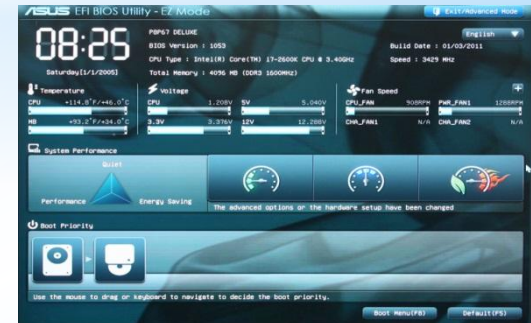 ASUS EFI BIOS Utility - EZ Mode
Exit/Advanced Mode
08:25
Saturday[1/1/2005]
P8P67 DELUXE
English
BIOS Version : 1053
Build Date : 01/03/2011
CPU Type : Intel(R) Core(TM) i7-2600K CPU @ 3.40GHz
Speed : 3429 MHz
Total Memory : 4096 MB (DDR3 1600MHz)
Temperature
CPU +114.8°F/+46.0°C
MB +93.2°F/+34.0°C
Voltage
CPU 1.208V 5V 5.040V
3.3V 3.376V 12V 12.288V
Fan Speed
CPU_FAN 908RPM PWR_FAN1 1288RPM
CHA_FAN1 N/A CHA_FAN2 N/A
System Performance
Quiet
Performance
Energy Saving
The advanced options or the hardware setup have been changed
Boot Priority
Use the mouse to drag or keyboard to navigate to decide the boot priority.
Boot Menu(F8)
Default(F5)